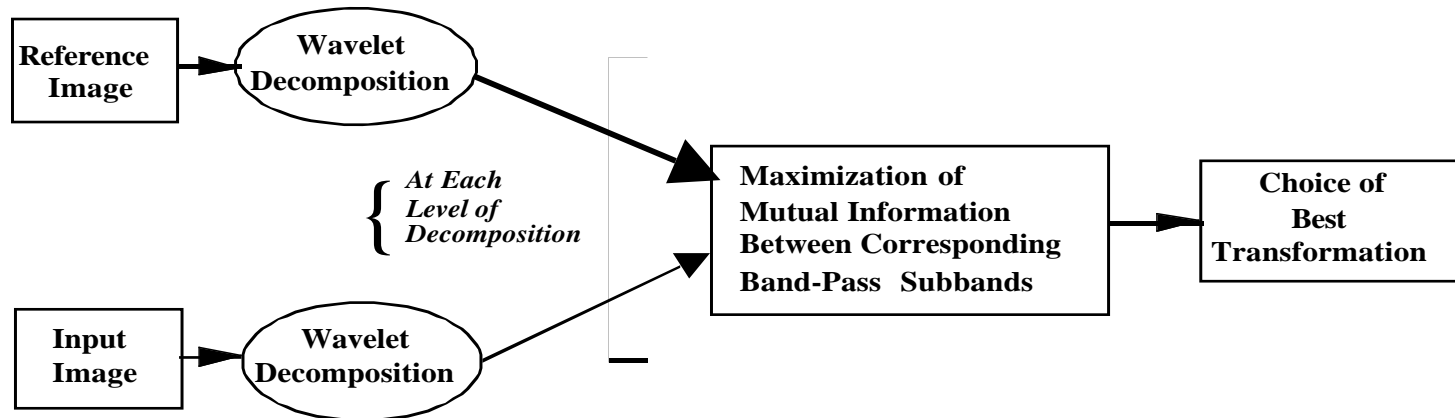 Reference
Image
Wavelet
Decomposition
At Each
Level of
Decomposition
Input
Image
Wavelet
Decomposition
Maximization of
Mutual Information
Between Corresponding
Band-Pass Subbands
Choice of
Best
Transformation